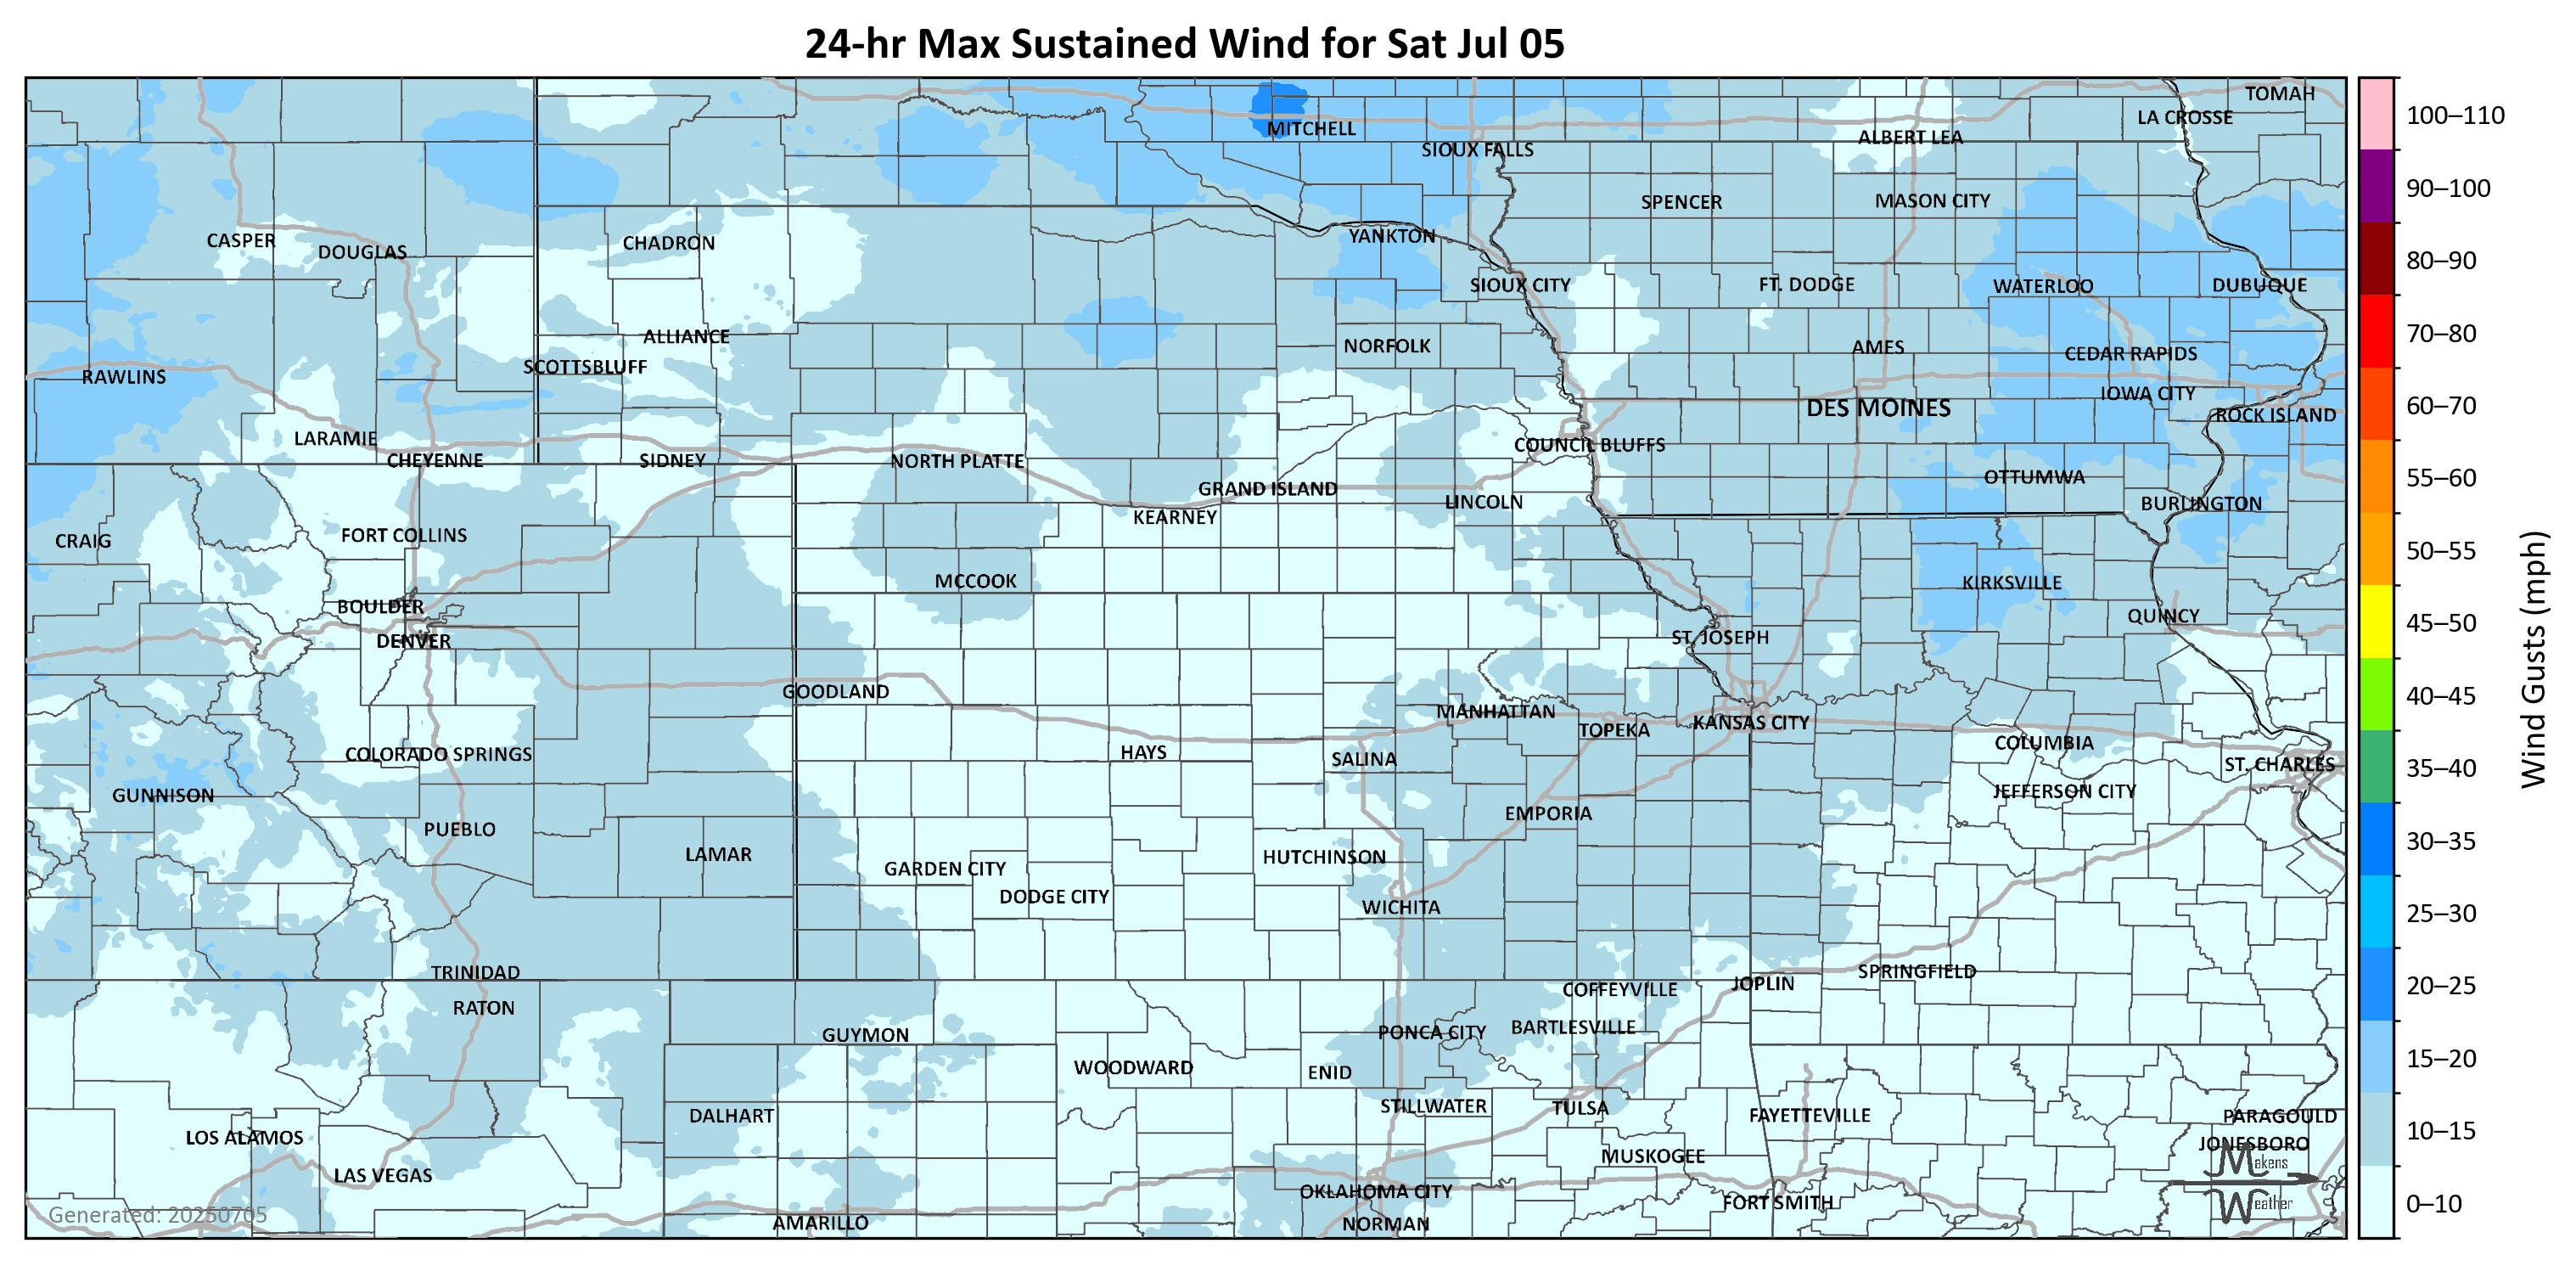 24-hr Max Sustained Wind for Sat Jul 05
TOMAH
LA CROSSE
MITCHELL
ALBERT LEA
SIOUX FALLS
SPENCER
MASON CITY
CASPER
DOUGLAS
CHADRON
YANKTON
SIOUX CITY
FT. DODGE
WATERLOO
DUBUQUE
ALLIANCE
NORFOLK
AMES
CEDAR RAPIDS
SCOTTSBLUFF
RAWLINS
IOWA CITY
DES MOINES
ROCK ISLAND
LARAMIE
COUNCIL BLUFFS
CHEYENNE
SIDNEY
NORTH PLATTE
OTTUMWA
GRAND ISLAND
LINCOLN
BURLINGTON
KEARNEY
CRAIG
FORT COLLINS
MCCOOK
KIRKSVILLE
BOULDER
QUINCY
DENVER
ST. JOSEPH
GOODLAND
MANHATTAN
TOPEKA
KANSAS CITY
COLUMBIA
COLORADO SPRINGS
HAYS
SALINA
ST. CHARLES
GUNNISON
JEFFERSON CITY
EMPORIA
PUEBLO
LAMAR
HUTCHINSON
GARDEN CITY
DODGE CITY
WICHITA
TRINIDAD
SPRINGFIELD
JOPLIN
COFFEYVILLE
RATON
GUYMON
PONCA CITY
BARTLESVILLE
WOODWARD
ENID
STILLWATER
TULSA
DALHART
FAYETTEVILLE
PARAGOULD
LOS ALAMOS
JONESBORO
MUSKOGEE
LAS VEGAS
OKLAHOMA CITY
FORT SMITH
AMARILLO
NORMAN
Makens
Weather
Generated: 20250705
100–110
90–100
80–90
70–80
60–70
55–60
50–55
45–50
40–45
35–40
30–35
25–30
20–25
15–20
10–15
0–10
Wind Gusts (mph)